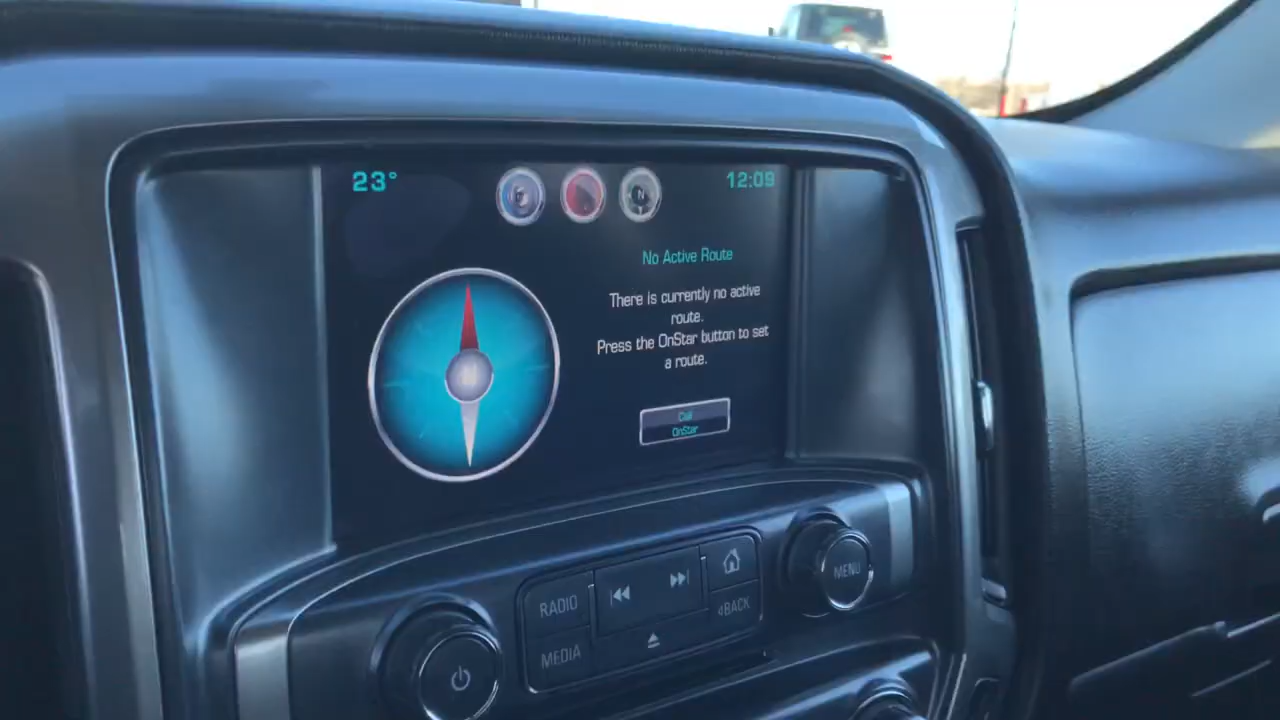 23°
N
12:09
No Active Route
There is currently no active
route.
Press the OnStar button to set
a route.
Call
OnStar
RADIO
MEDIA
BACK
MENU